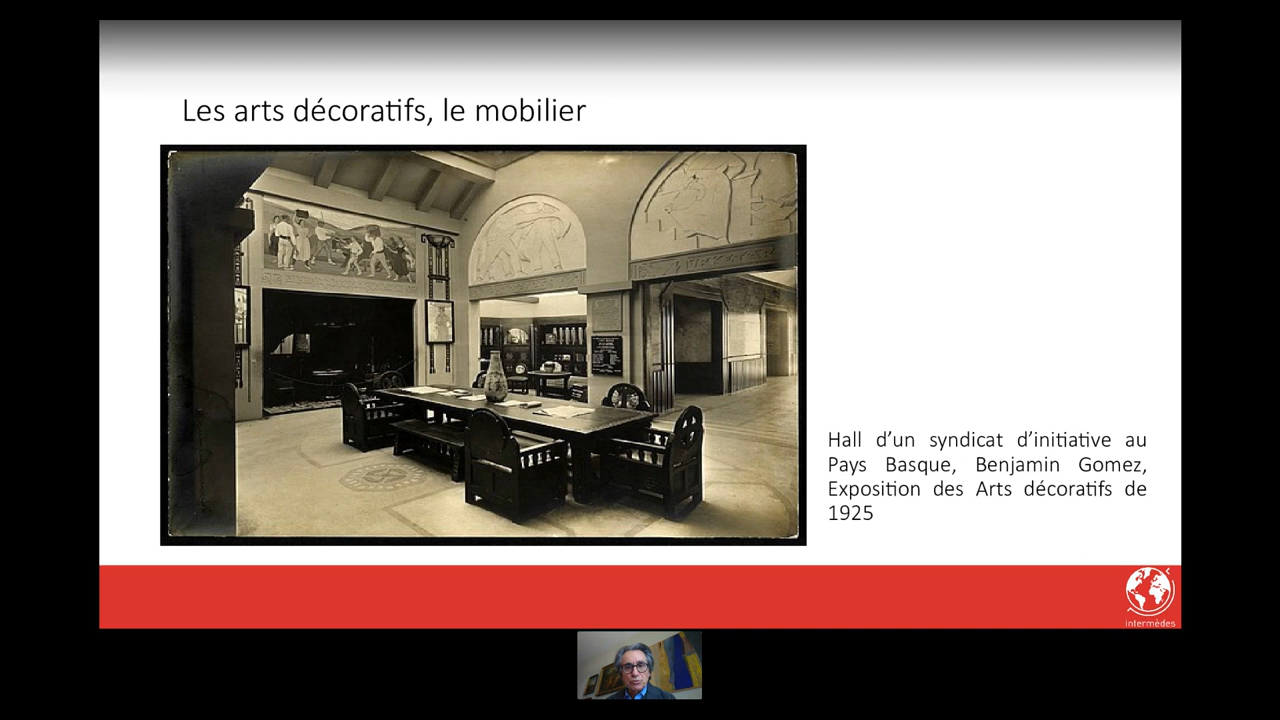 Les arts décoratifs, le mobilier
Hall d’un syndicat d’initiative au
Pays Basque, Benjamin Gomez,
Exposition des Arts décoratifs de
1925
intermèdes